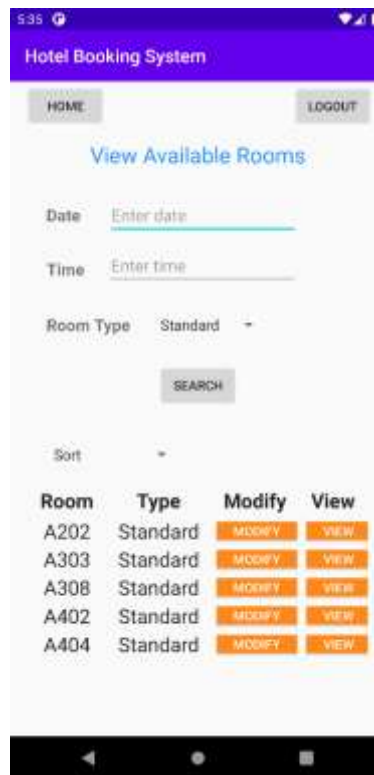 5:35
Hotel Booking System
HOME LOGOUT
View Available Rooms
Date Enter date
Time Enter time
Room Type Standard
SEARCH
Sort
Room Type Modify View
A202 Standard MODIFY VIEW
A303 Standard MODIFY VIEW
A308 Standard MODIFY VIEW
A402 Standard MODIFY VIEW
A404 Standard MODIFY VIEW